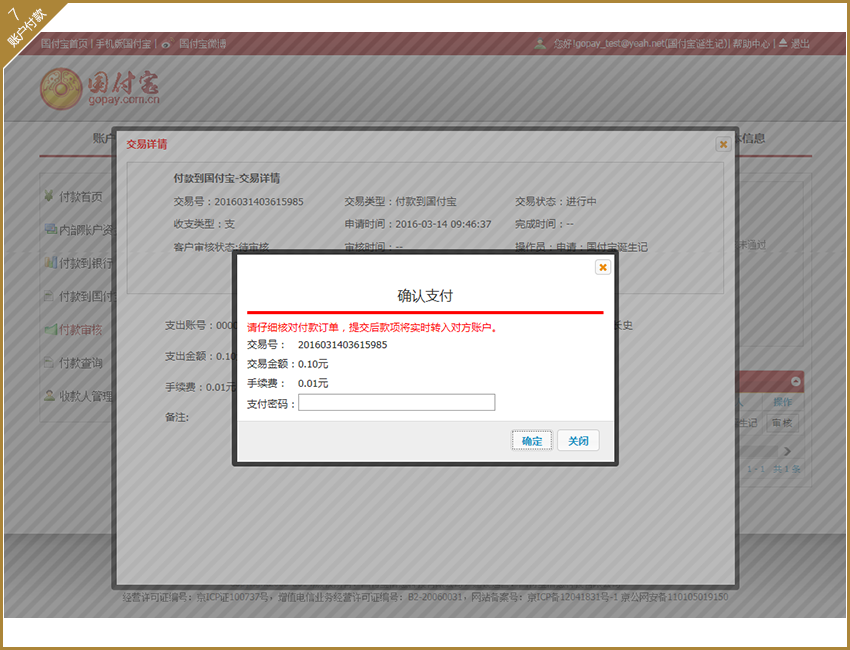 7
账户付款
国付宝首页 | 手机版国付宝 | 国付宝微博
您好!gopay_test@yeah.net(国付宝诞生记)| 帮助中心 | 退出
国付宝
gopay.com.cn
账户
本信息
交易详情
付款到国付宝-交易详情
交易号：2016031403615985 交易类型：付款到国付宝 交易状态：进行中
收支类型：支 申请时间：2016-03-14 09:46:37 完成时间：--
客户审核状态:待审核 审核时间：-- 操作员：申请：国付宝诞生记
付款首页
内部账户资
付款到银行
付款到国付
付款审核
付款查询
收款人管理
未通过
支出账号：000
长史
支出金额：0.10
手续费：0.01元
备注:
确认支付
请仔细核对付款订单，提交后款项将实时转入对方账户。
交易号： 2016031403615985
交易金额：0.10元
手续费： 0.01元
支付密码：
确定 关闭
人 操作
生记 审核
1-1 共 1 条
经营许可证编号：京ICP证100737号，增值电信业务经营许可证编号：B2-20060031，网站备案号：京ICP备12041831号-1 京公网安备110105019150